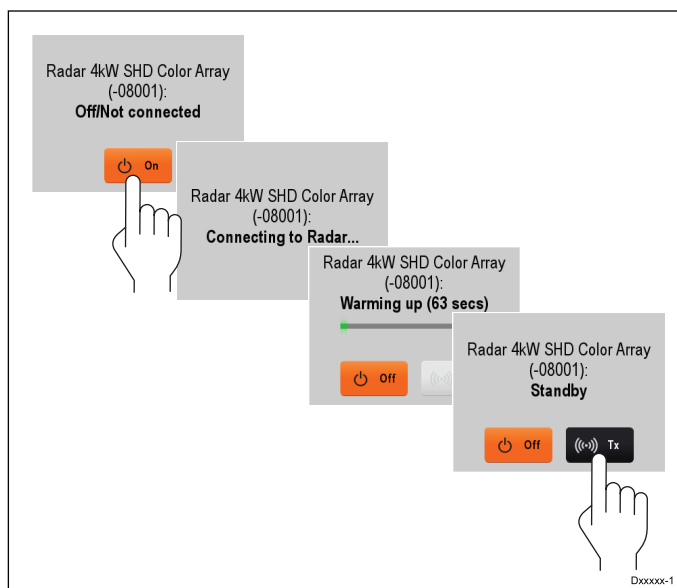 Radar 4kW SHD Color Array
(-08001):
Off/Not connected
On
Radar 4kW SHD Color Array
(-08001):
Connecting to Radar...
Radar 4kW SHD Color Array
(-08001):
Warming up (63 secs)
Off
Radar 4kW SHD Color Array
(-08001):
Standby
Off Tx
Dxxxxx-1